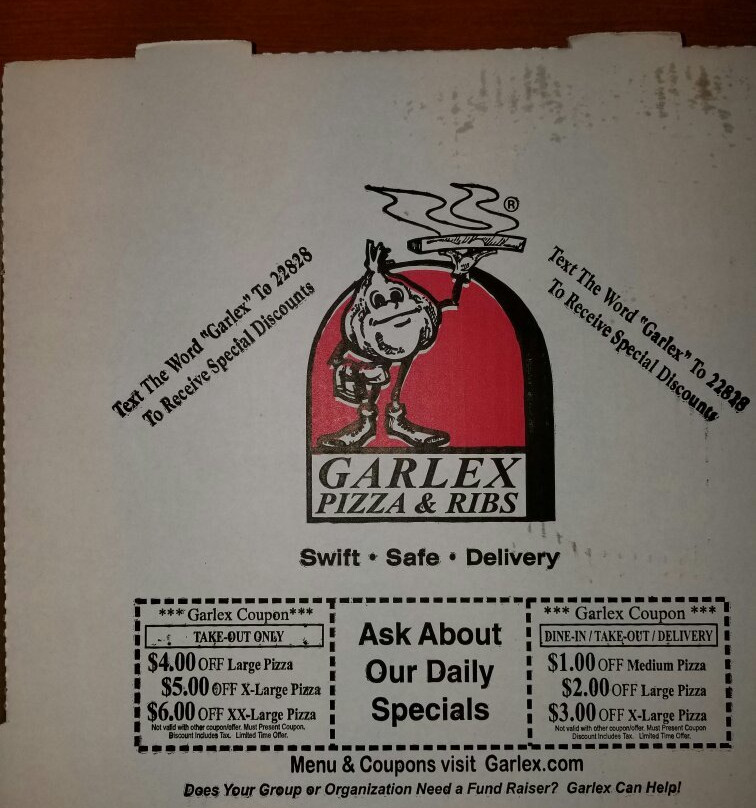 ®
Text The Word "Garlex" To 22828
To Receive Special Discounts
Text The Word "Garlex" To 22828
To Receive Special Discounts
GARLEX
PIZZA & RIBS
Swift • Safe • Delivery
*** Garlex Coupon***
TAKE-OUT ONLY
$4.00 OFF Large Pizza
$5.00 OFF X-Large Pizza
$6.00 OFF XX-Large Pizza
Not valid with other coupon/offer. Must Present Coupon.
Discount Includes Tax. Limited Time Offer.
Ask About
Our Daily
Specials
*** Garlex Coupon ***
DINE-IN / TAKE-OUT / DELIVERY
$1.00 OFF Medium Pizza
$2.00 OFF Large Pizza
$3.00 OFF X-Large Pizza
Not valid with other coupon/offer. Must Present Coupon
Discount Includes Tax. Limited Time Offer.
Menu & Coupons visit Garlex.com
Does Your Group or Organization Need a Fund Raiser? Garlex Can Help!